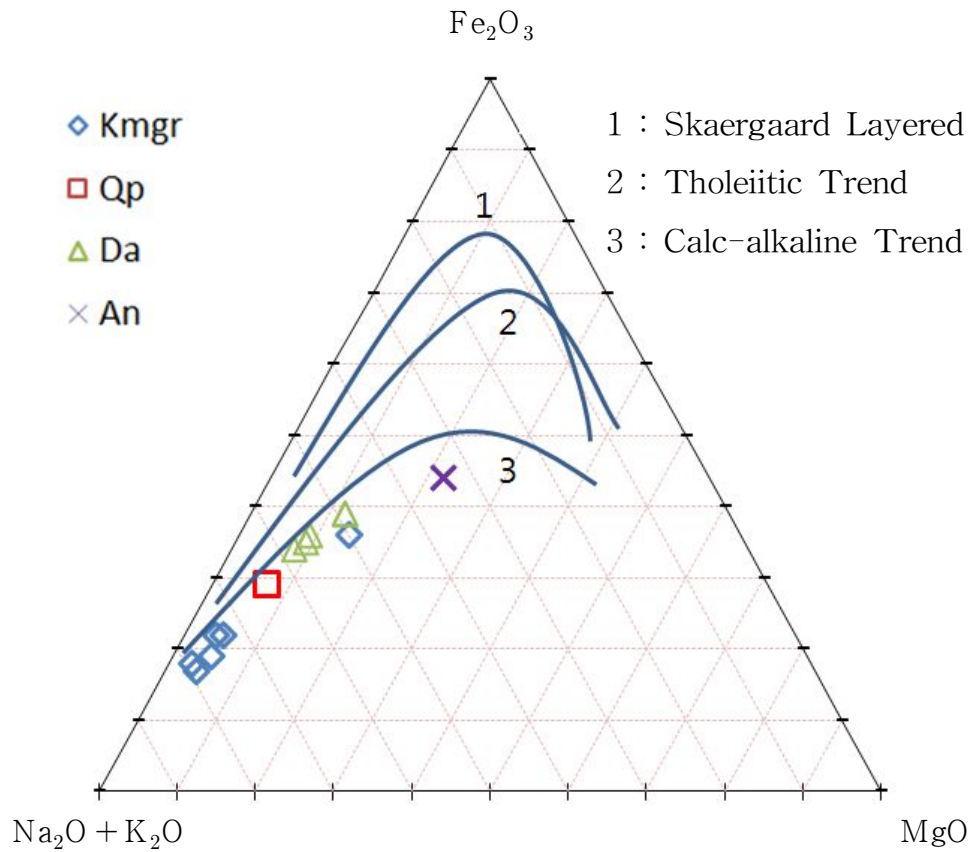 Fe₂O₃
Kmgr
Qp
Da
An
1 : Skaergaard Layered
2 : Tholeiitic Trend
3 : Calc-alkaline Trend
1
2
3
Na₂O + K₂O
MgO